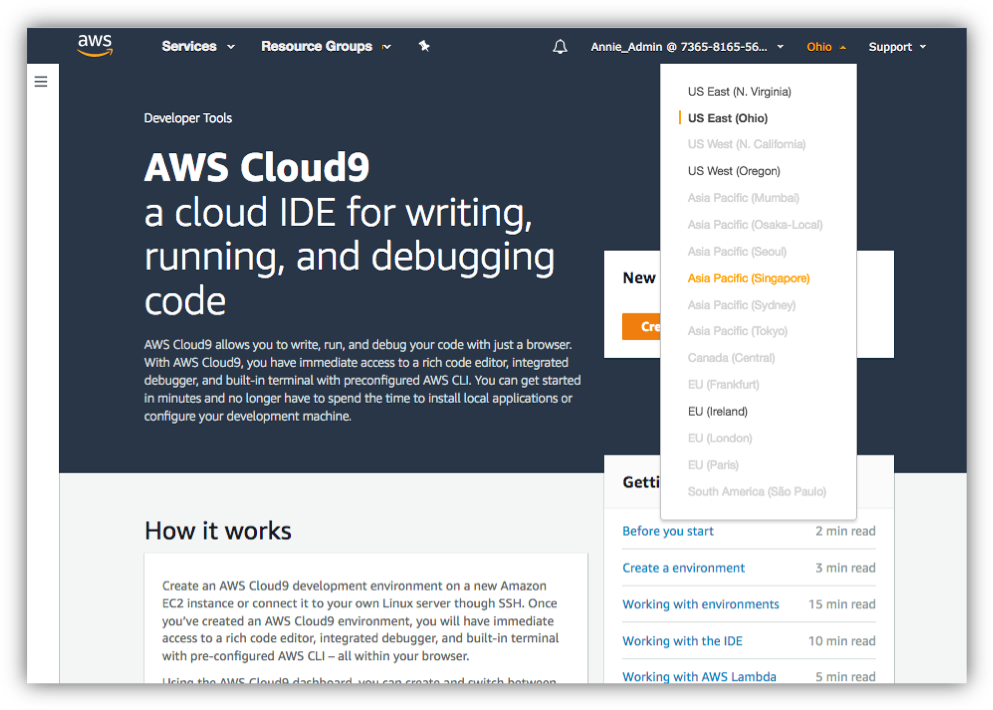 aws
Services
Resource Groups
Annie_Admin @ 7365-8165-56...
Ohio
Support
US East (N. Virginia)
US East (Ohio)
US West (N. California)
US West (Oregon)
Asia Pacific (Mumbai)
Asia Pacific (Osaka-Local)
Asia Pacific (Seoul)
Asia Pacific (Singapore)
Asia Pacific (Sydney)
Asia Pacific (Tokyo)
Canada (Central)
EU (Frankfurt)
EU (Ireland)
EU (London)
EU (Paris)
South America (São Paulo)
Developer Tools
AWS Cloud9
a cloud IDE for writing,
running, and debugging
code
AWS Cloud9 allows you to write, run, and debug your code with just a browser.
With AWS Cloud9, you have immediate access to a rich code editor, integrated
debugger, and built-in terminal with preconfigured AWS CLI. You can get started
in minutes and no longer have to spend the time to install local applications or
configure your development machine.
New
Cre
How it works
Create an AWS Cloud9 development environment on a new Amazon
EC2 instance or connect it to your own Linux server though SSH. Once
you've created an AWS Cloud9 environment, you will have immediate
access to a rich code editor, integrated debugger, and built-in terminal
with pre-configured AWS CLI – all within your browser.
Using the AWS Cloud9 dashboard, you can create and switch between
Getti
Before you start 2 min read
Create a environment 3 min read
Working with environments 15 min read
Working with the IDE 10 min read
Working with AWS Lambda 5 min read